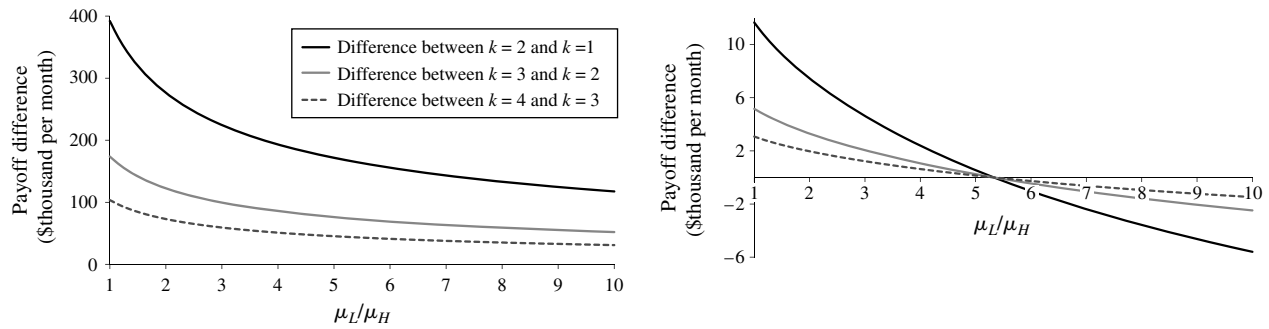 Payoff difference
($thousand per month)
400
300
200
100
0
Difference between k = 2 and k =1
Difference between k = 3 and k = 2
Difference between k = 4 and k = 3
1 2 3 4 5 6 7 8 9 10
μL/μH
Payoff difference
($thousand per month)
10
6
2
−2
−6
1 2 3 4 5 6 7 8 9 10
μL/μH